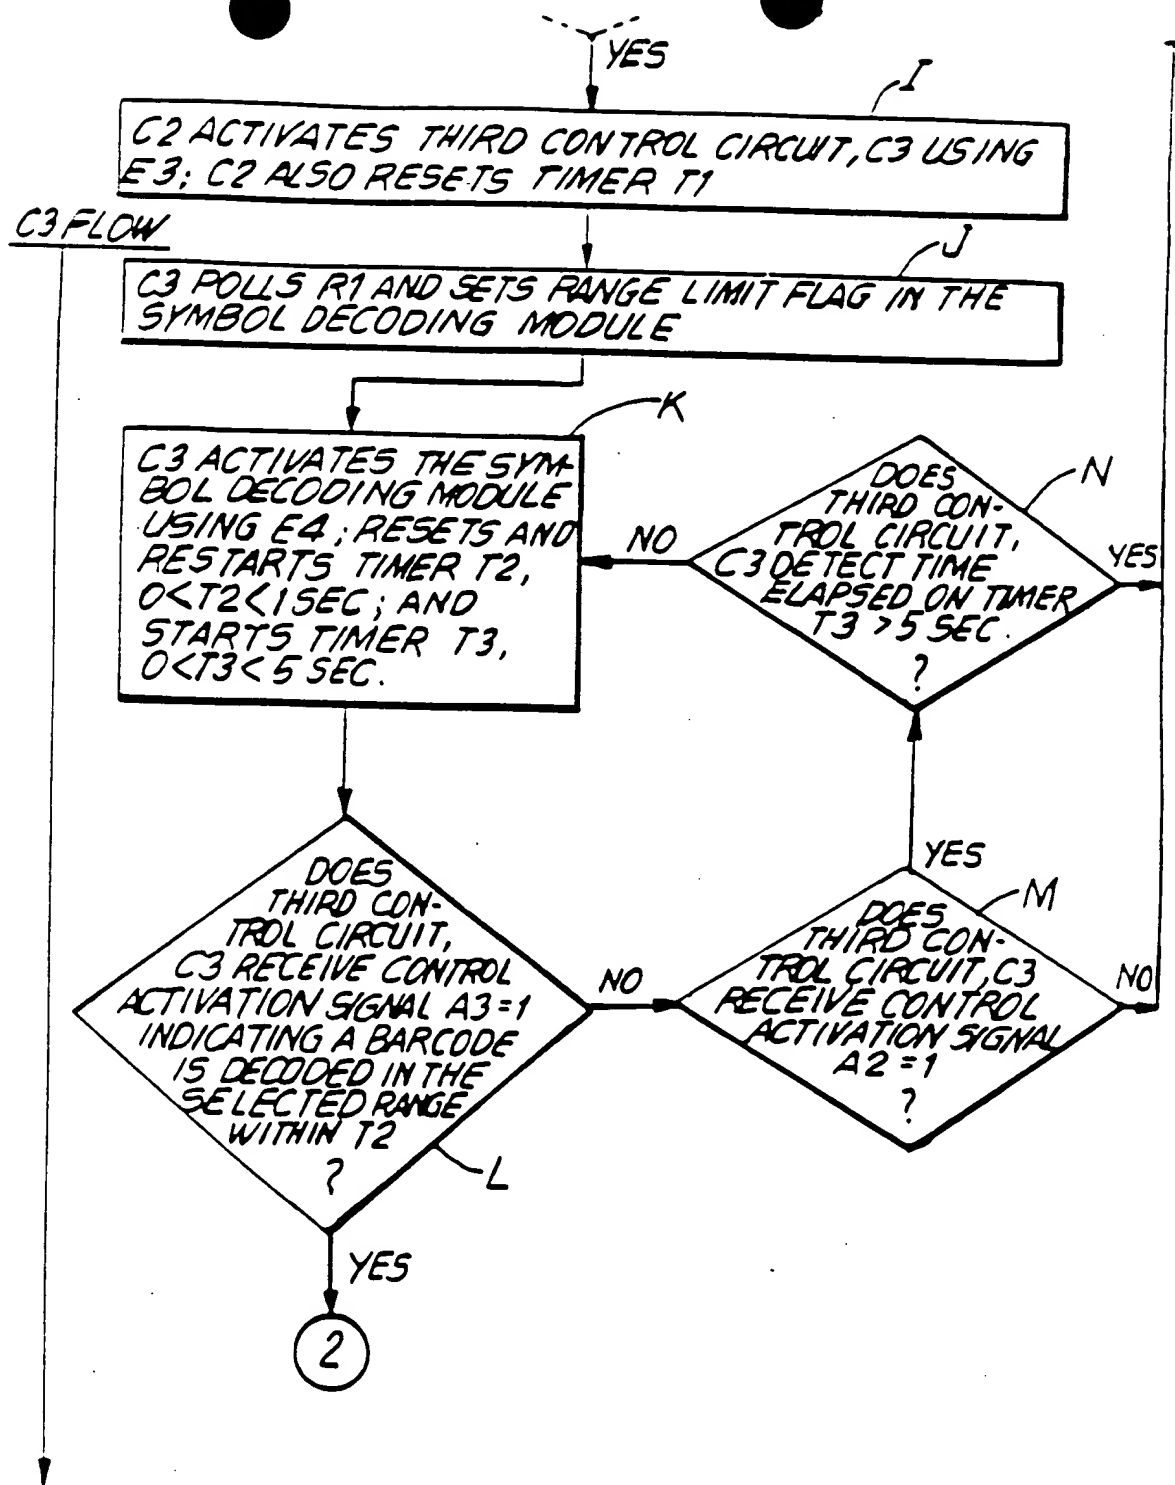 YES
I
C2 ACTIVATES THIRD CONTROL CIRCUIT, C3 USING
E3; C2 ALSO RESETS TIMER T1
C3 FLOW
J
C3 POLLS R1 AND SETS RANGE LIMIT FLAG IN THE
SYMBOL DECODING MODULE
K
C3 ACTIVATES THE SYM-
BOL DECODING MODULE
USING E4; RESETS AND
RESTARTS TIMER T2,
0<T2<1 SEC; AND
STARTS TIMER T3,
0<T3<5 SEC.
NO
DOES
THIRD CON-
TROL CIRCUIT,
C3 DETECT TIME
ELAPSED ON TIMER
T3 >5 SEC.
?
N
YES
DOES
THIRD CON-
TROL CIRCUIT,
C3 RECEIVE CONTROL
ACTIVATION SIGNAL A3=1
INDICATING A BARCODE
IS DECODED IN THE
SELECTED RANGE
WITHIN T2
?
L
NO
YES
M
DOES
THIRD CON-
TROL CIRCUIT, C3
RECEIVE CONTROL
ACTIVATION SIGNAL
A2=1
?
NO
YES
2